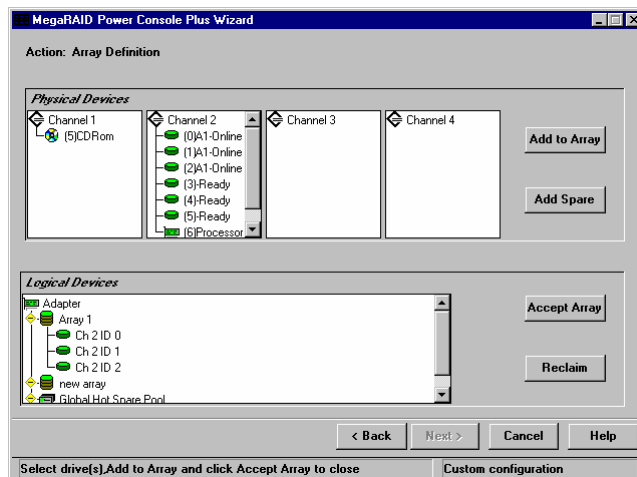 MegaRAID Power Console Plus Wizard
Action: Array Definition
Physical Devices
Channel 1
(5)CDRom
Channel 2
(0)A1-Online
(1)A1-Online
(2)A1-Online
(3)-Ready
(4)-Ready
(5)-Ready
(6)Processor
Channel 3
Channel 4
Add to Array
Add Spare
Logical Devices
Adapter
Array 1
Ch 2 ID 0
Ch 2 ID 1
Ch 2 ID 2
new array
Global Hot Spare Pool
Accept Array
Reclaim
< Back
Next >
Cancel
Help
Select drive(s),Add to Array and click Accept Array to close
Custom configuration